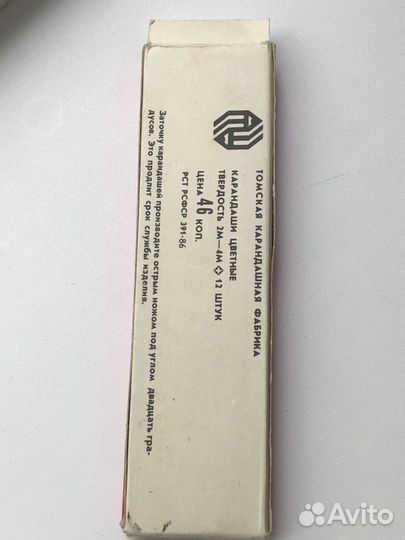 ТОМСКАЯ КАРАНДАШНАЯ ФАБРИКА
КАРАНДАШИ ЦВЕТНЫЕ
ТВЕРДОСТЬ 2М—4М 12 ШТУК
ЦЕНА 46 КОП.
РСТ РСФСР 391-86
Заточку карандашей производите острым ножом под углом двадцать гра-
дусов. Это продлит срок службы изделия.
Avito